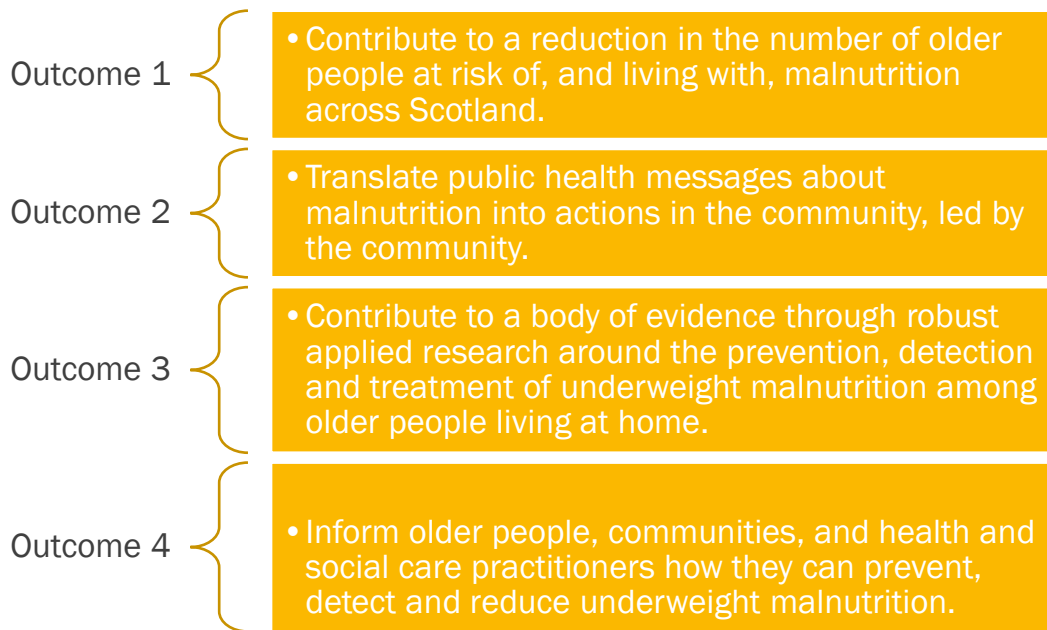 Outcome 1
• Contribute to a reduction in the number of older
people at risk of, and living with, malnutrition
across Scotland.
Outcome 2
• Translate public health messages about
malnutrition into actions in the community, led by
the community.
Outcome 3
• Contribute to a body of evidence through robust
applied research around the prevention, detection
and treatment of underweight malnutrition among
older people living at home.
Outcome 4
• Inform older people, communities, and health and
social care practitioners how they can prevent,
detect and reduce underweight malnutrition.